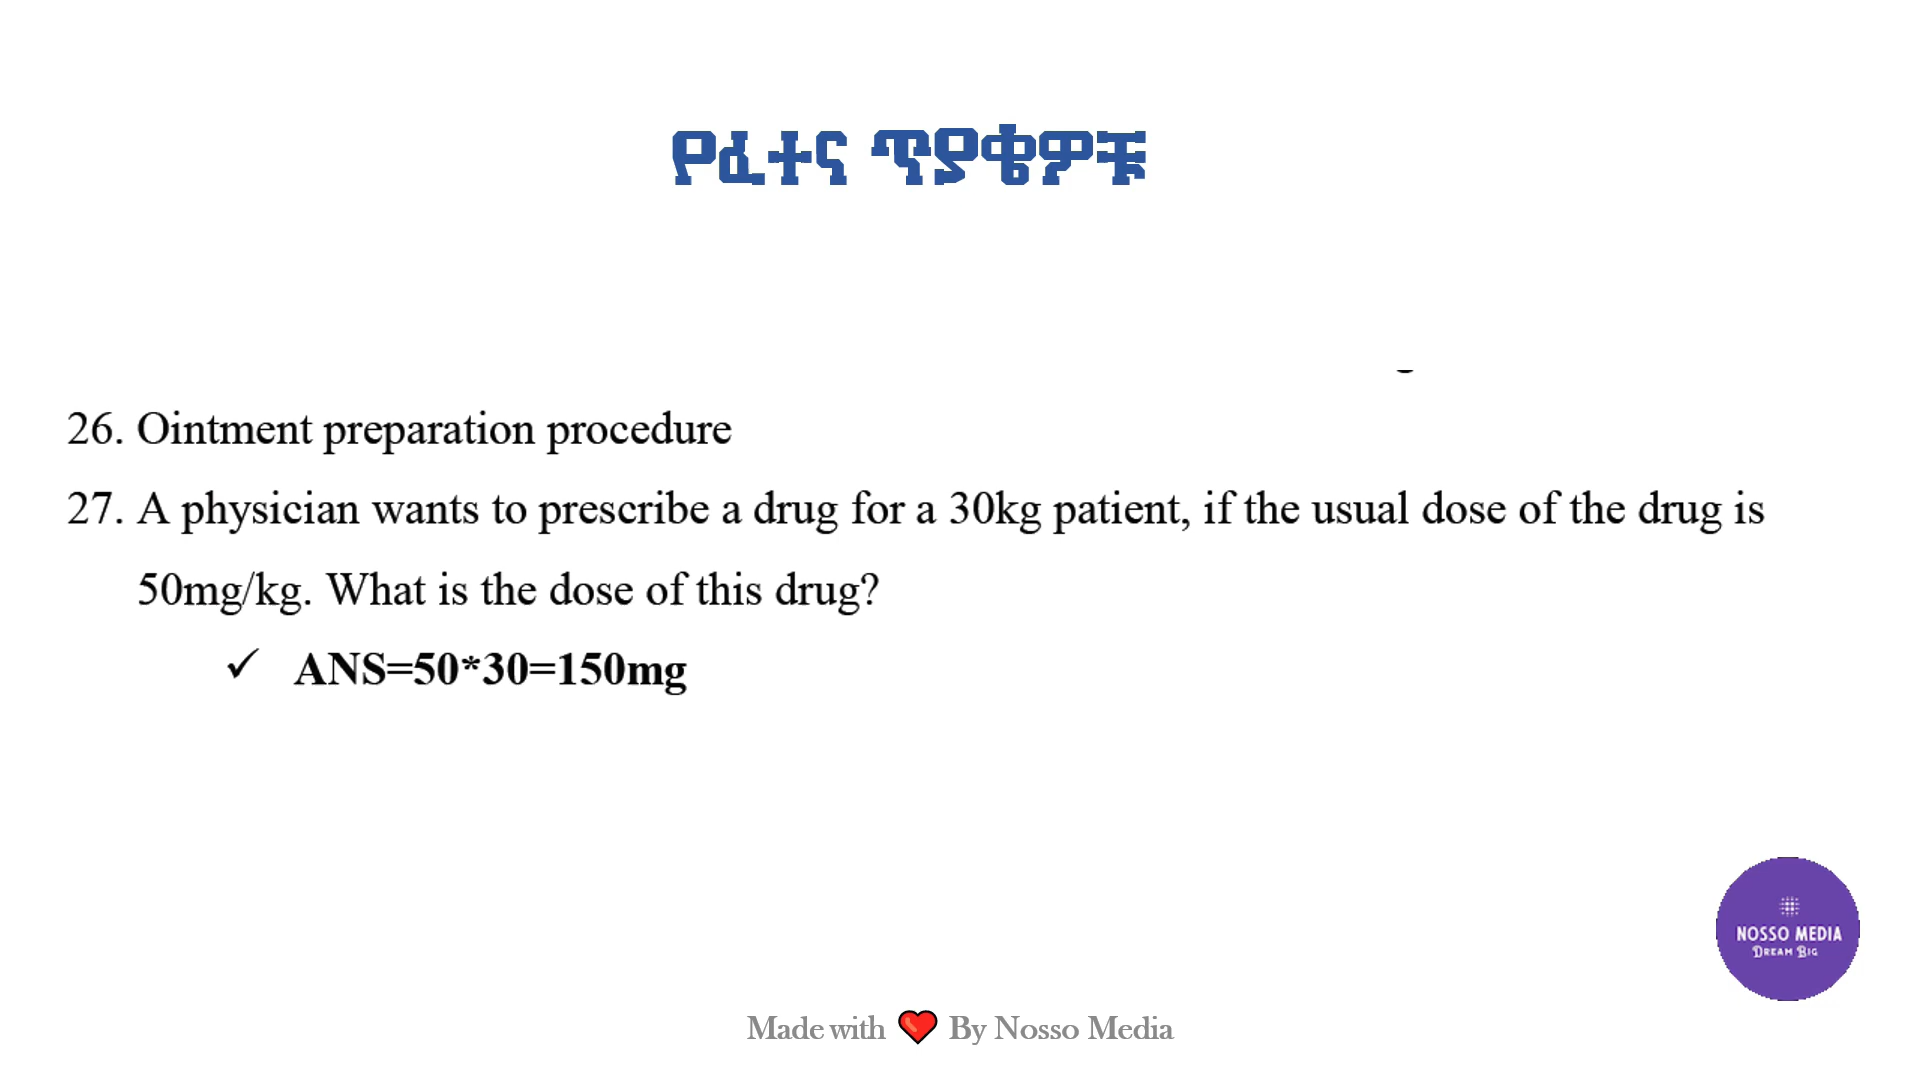 የፈተና ጥያቄዎቹ
26. Ointment preparation procedure
27. A physician wants to prescribe a drug for a 30kg patient, if the usual dose of the drug is
50mg/kg. What is the dose of this drug?
✓ ANS=50*30=150mg
NOSSO MEDIA
DREAM BIG
Made with ❤ By Nosso Media